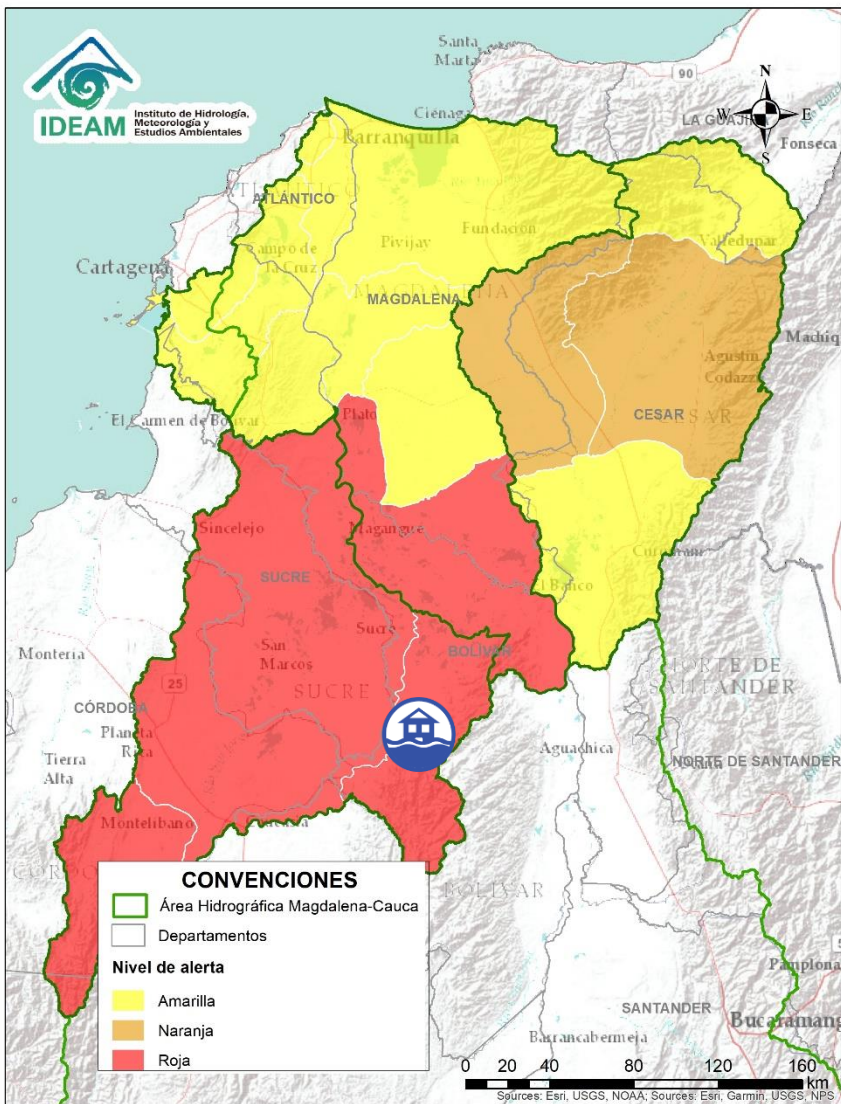 Santa
Marta
90
N
W
E
S
IDEAM
Instituto de Hidrología,
Meteorología y
Estudios Ambientales
Ciénaga
LA GUAJIRA
Barranquilla
Fonseca
ATLÁNTICO
Valledupar
Campo de
la Cruz
Pivijay
Fundación
Cartagena
MAGDALENA
MAGDALENA
Agustín
Codazzi
CESAR
CESAR
El Carmen de Bolívar
Plato
Sincelejo
Magangué
SUCRE
El Banco
Sucre
BOLÍVAR
San
Marcos
Montería
SUCRE
NORTE DE
SANTANDER
25
CÓRDOBA
Planeta
Rica
Aguachica
Tierra
Alta
NORTE DE SANTANDER
Montelíbano
BOLÍVAR
CONVENCIONES
Área Hidrográfica Magdalena-Cauca
Departamentos
Nivel de alerta
Amarilla
Naranja
Roja
Pamplona
SANTANDER
Barrancabermeja
0 20 40 80 120 160
km
Sources: Esri, USGS, NOAA; Sources: Esri, Garmin, USGS, NPS